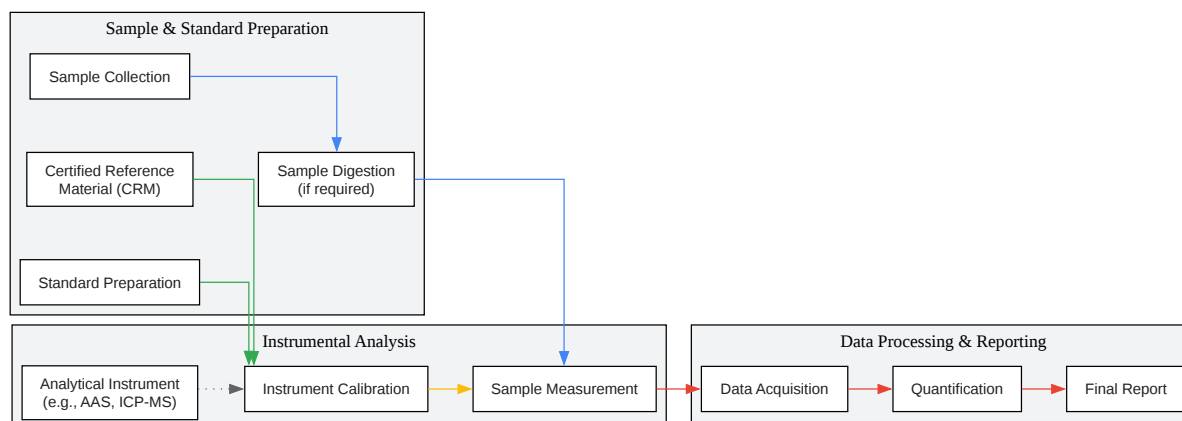 Sample & Standard Preparation
Sample Collection
Certified Reference
Material (CRM)
Sample Digestion
(if required)
Standard Preparation
Instrumental Analysis
Analytical Instrument
(e.g., AAS, ICP-MS)
Instrument Calibration
Sample Measurement
Data Processing & Reporting
Data Acquisition
Quantification
Final Report